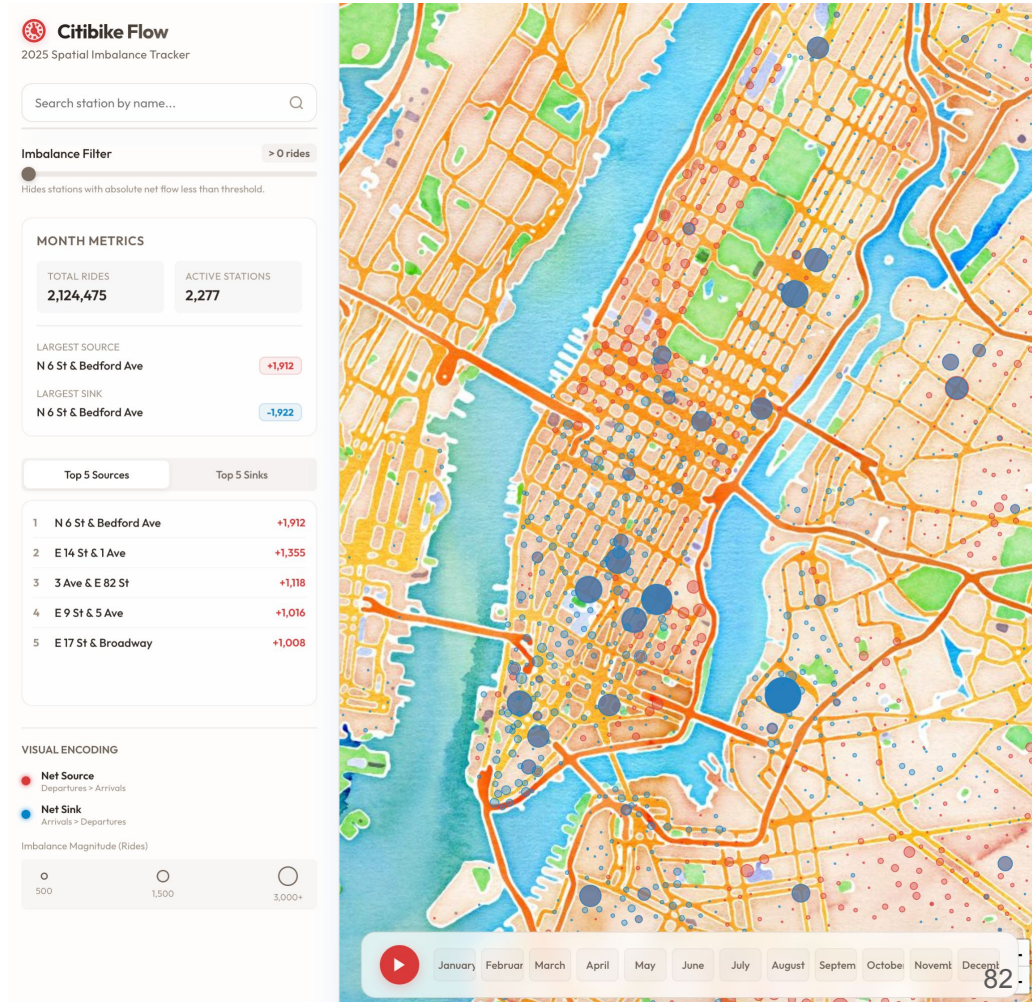 Citibike Flow
2025 Spatial Imbalance Tracker
Search station by name...
Imbalance Filter
> 0 rides
Hides stations with absolute net flow less than threshold.
MONTH METRICS
TOTAL RIDES
2,124,475
ACTIVE STATIONS
2,277
LARGEST SOURCE
N 6 St & Bedford Ave +1,912
LARGEST SINK
N 6 St & Bedford Ave -1,922
Top 5 Sources Top 5 Sinks
1 N 6 St & Bedford Ave +1,912
2 E 14 St & 1 Ave +1,355
3 3 Ave & E 82 St +1,118
4 E 9 St & 5 Ave +1,016
5 E 17 St & Broadway +1,008
VISUAL ENCODING
Net Source
Departures > Arrivals
Net Sink
Arrivals > Departures
Imbalance Magnitude (Rides)
500 1,500 3,000+
January Februar March April May June July August Septem Octobe Novemb Decemb
82